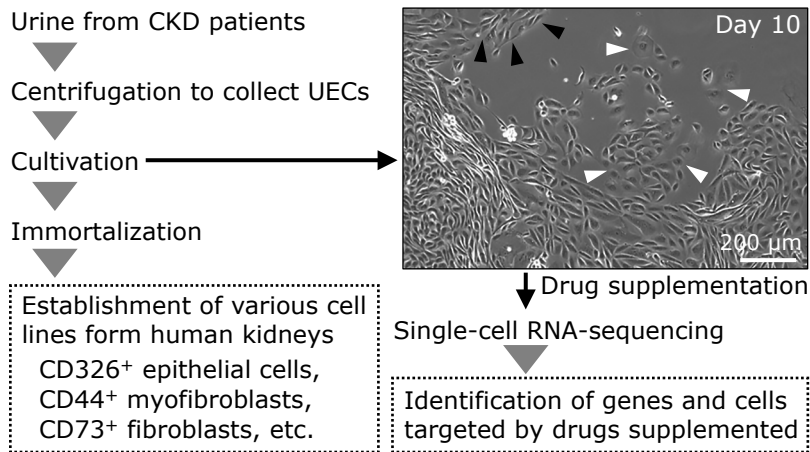 Urine from CKD patients
Centrifugation to collect UECs
Cultivation
Immortalization
Establishment of various cell
lines form human kidneys
CD326⁺ epithelial cells,
CD44⁺ myofibroblasts,
CD73⁺ fibroblasts, etc.
Day 10
200 µm
Drug supplementation
Single-cell RNA-sequencing
Identification of genes and cells
targeted by drugs supplemented